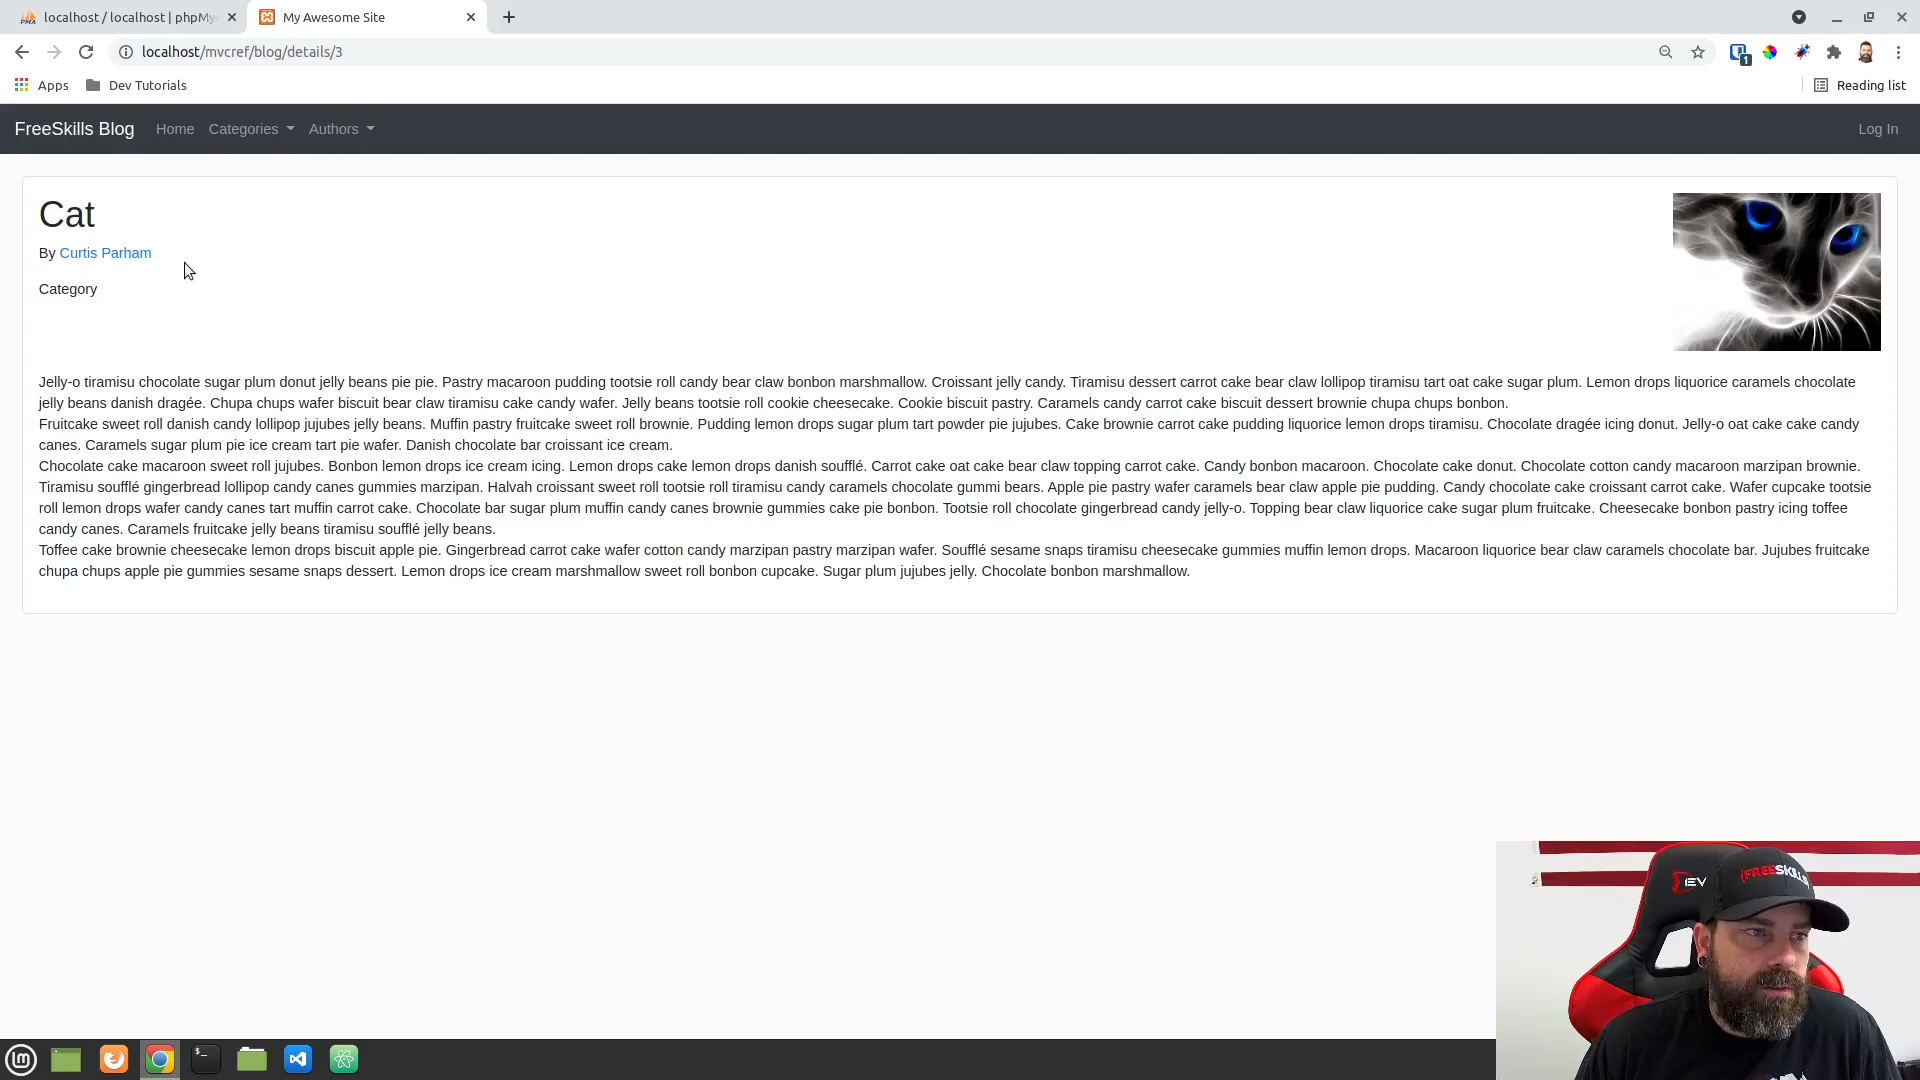 localhost / localhost | phpMy
My Awesome Site
localhost/mvcref/blog/details/3
1
Apps
Dev Tutorials
Reading list
FreeSkills Blog
Home
Categories
Authors
Log In
Cat
By Curtis Parham
Category
Jelly-o tiramisu chocolate sugar plum donut jelly beans pie pie. Pastry macaroon pudding tootsie roll candy bear claw bonbon marshmallow. Croissant jelly candy. Tiramisu dessert carrot cake bear claw lollipop tiramisu tart oat cake sugar plum. Lemon drops liquorice caramels chocolate
jelly beans danish dragée. Chupa chups wafer biscuit bear claw tiramisu cake candy wafer. Jelly beans tootsie roll cookie cheesecake. Cookie biscuit pastry. Caramels candy carrot cake biscuit dessert brownie chupa chups bonbon.
Fruitcake sweet roll danish candy lollipop jujubes jelly beans. Muffin pastry fruitcake sweet roll brownie. Pudding lemon drops sugar plum tart powder pie jujubes. Cake brownie carrot cake pudding liquorice lemon drops tiramisu. Chocolate dragée icing donut. Jelly-o oat cake cake candy
canes. Caramels sugar plum pie ice cream tart pie wafer. Danish chocolate bar croissant ice cream.
Chocolate cake macaroon sweet roll jujubes. Bonbon lemon drops ice cream icing. Lemon drops cake lemon drops danish soufflé. Carrot cake oat cake bear claw topping carrot cake. Candy bonbon macaroon. Chocolate cake donut. Chocolate cotton candy macaroon marzipan brownie.
Tiramisu soufflé gingerbread lollipop candy canes gummies marzipan. Halvah croissant sweet roll tootsie roll tiramisu candy caramels chocolate gummi bears. Apple pie pastry wafer caramels bear claw apple pie pudding. Candy chocolate cake croissant carrot cake. Wafer cupcake tootsie
roll lemon drops wafer candy canes tart muffin carrot cake. Chocolate bar sugar plum muffin candy canes brownie gummies cake pie bonbon. Tootsie roll chocolate gingerbread candy jelly-o. Topping bear claw liquorice cake sugar plum fruitcake. Cheesecake bonbon pastry icing toffee
candy canes. Caramels fruitcake jelly beans tiramisu soufflé jelly beans.
Toffee cake brownie cheesecake lemon drops biscuit apple pie. Gingerbread carrot cake wafer cotton candy marzipan pastry marzipan wafer. Soufflé sesame snaps tiramisu cheesecake gummies muffin lemon drops. Macaroon liquorice bear claw caramels chocolate bar. Jujubes fruitcake
chupa chups apple pie gummies sesame snaps dessert. Lemon drops ice cream marshmallow sweet roll bonbon cupcake. Sugar plum jujubes jelly. Chocolate bonbon marshmallow.
FREESKILLS